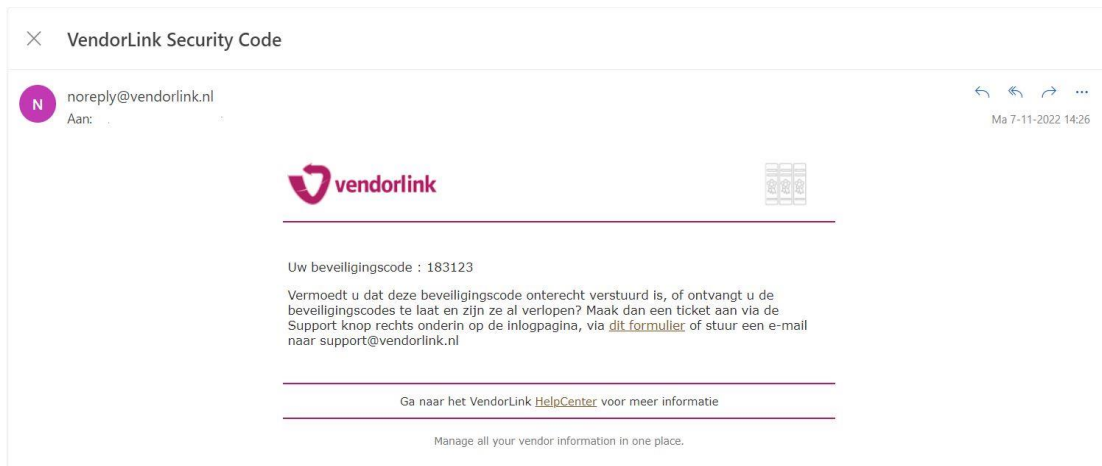 VendorLink Security Code
N
noreply@vendorlink.nl
Aan:
Ma 7-11-2022 14:26
vendorlink
Uw beveiligingscode : 183123
Vermoedt u dat deze beveiligingscode onterecht verstuurd is, of ontvangt u de
beveiligingscodes te laat en zijn ze al verlopen? Maak dan een ticket aan via de
Support knop rechts onderin op de inlogpagina, via dit formulier of stuur een e-mail
naar support@vendorlink.nl
Ga naar het VendorLink HelpCenter voor meer informatie
Manage all your vendor information in one place.